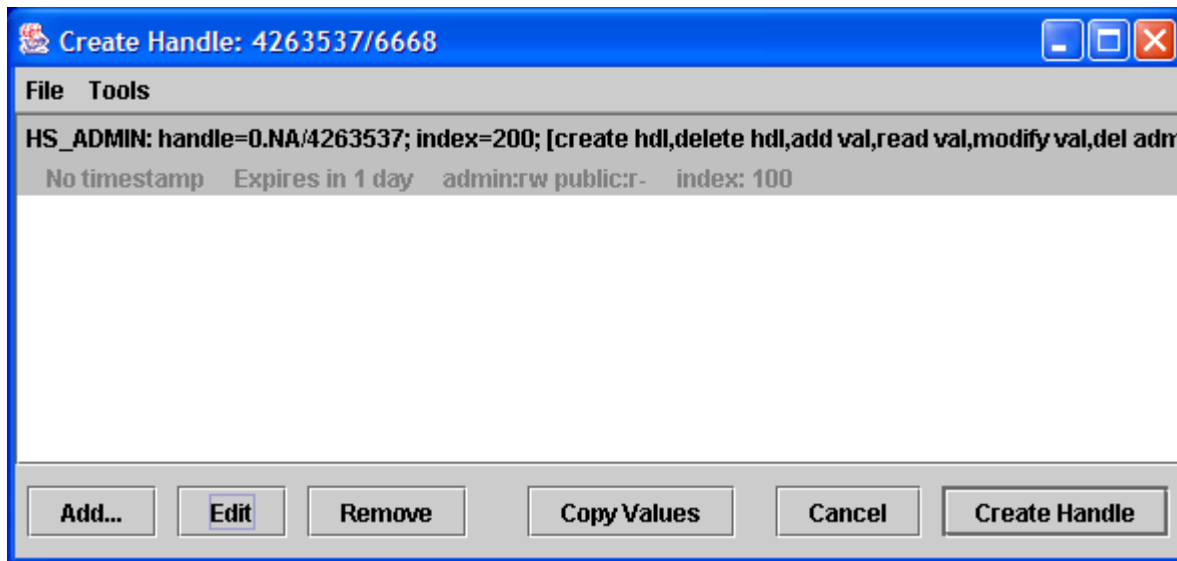 Create Handle: 4263537/6668
File Tools
HS_ADMIN: handle=0.NA/4263537; index=200; [create hdl,delete hdl,add val,read val,modify val,del adm
No timestamp Expires in 1 day admin:rw public:r- index: 100
Add... Edit Remove Copy Values Cancel Create Handle